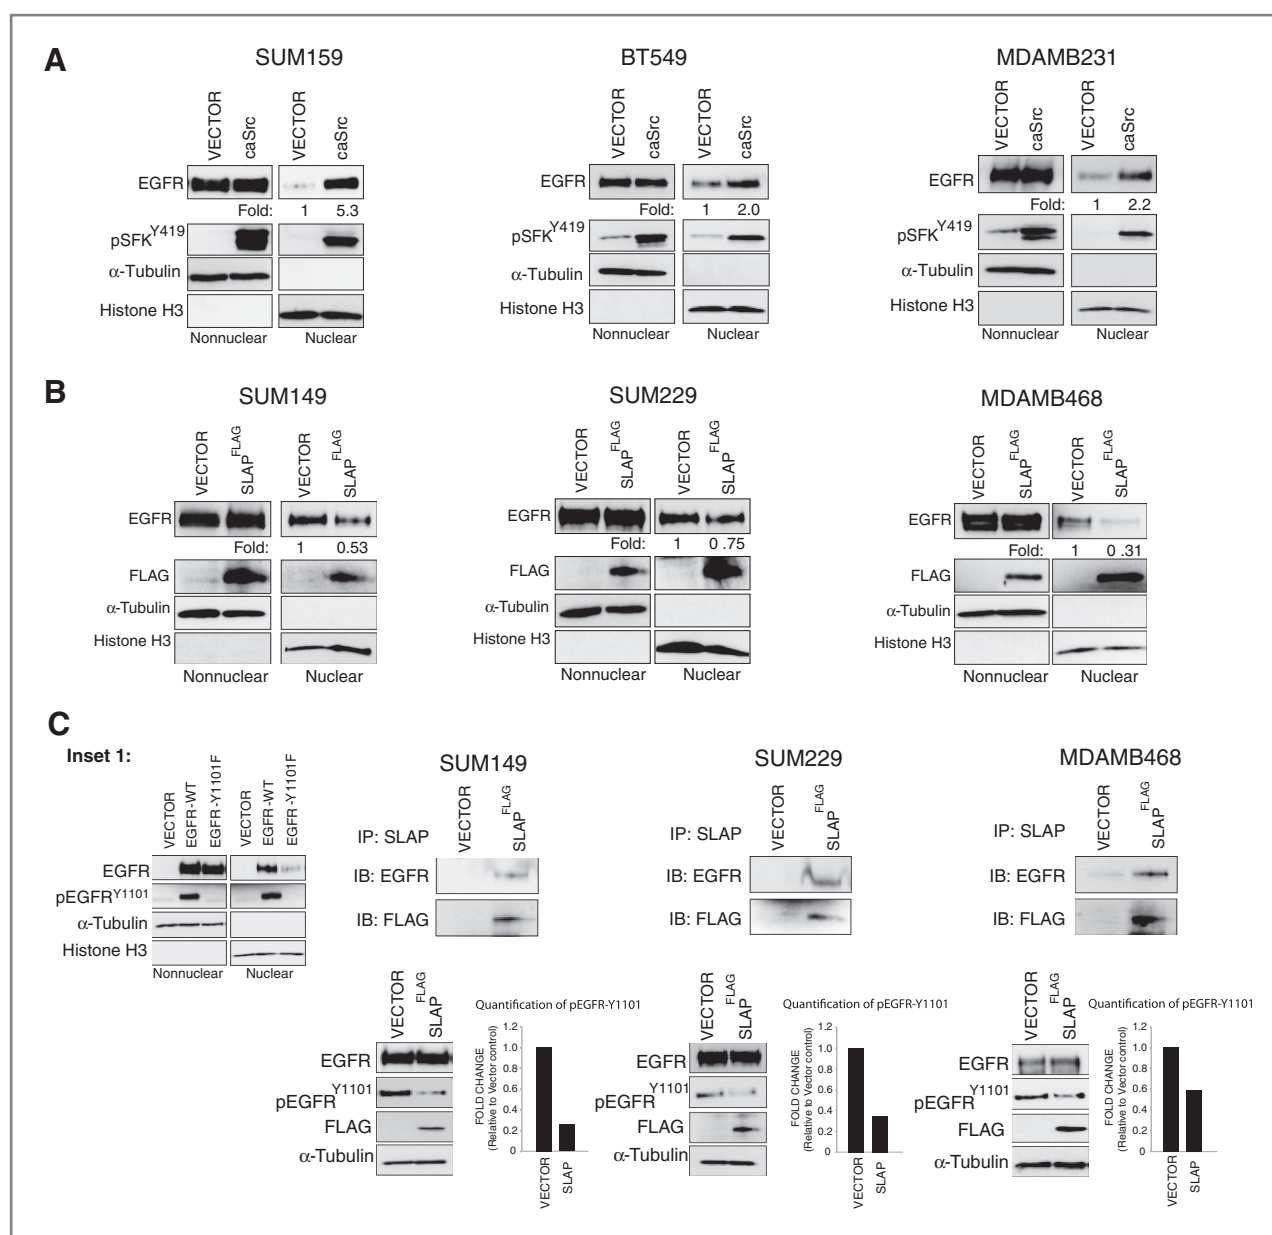 A
SUM159
BT549
MDAMB231
VECTOR caSrc VECTOR caSrc
VECTOR caSrc VECTOR caSrc
VECTOR caSrc VECTOR caSrc
EGFR
EGFR
EGFR
Fold: 1 5.3
Fold: 1 2.0
Fold: 1 2.2
pSFK^Y419
pSFK^Y419
pSFK^Y419
α-Tubulin
α-Tubulin
α-Tubulin
Histone H3
Histone H3
Histone H3
Nonnuclear Nuclear
Nonnuclear Nuclear
Nonnuclear Nuclear
B
SUM149
SUM229
MDAMB468
VECTOR SLAP^FLAG VECTOR SLAP^FLAG
VECTOR SLAP^FLAG VECTOR SLAP^FLAG
VECTOR SLAP^FLAG VECTOR SLAP^FLAG
EGFR
EGFR
EGFR
Fold: 1 0.53
Fold: 1 0 .75
Fold: 1 0 .31
FLAG
FLAG
FLAG
α-Tubulin
α-Tubulin
α-Tubulin
Histone H3
Histone H3
Histone H3
Nonnuclear Nuclear
Nonnuclear Nuclear
Nonnuclear Nuclear
C
Inset 1:
VECTOR EGFR-WT EGFR-Y1101F VECTOR EGFR-WT EGFR-Y1101F
EGFR
pEGFR^Y1101
α-Tubulin
Histone H3
Nonnuclear Nuclear
SUM149
VECTOR SLAP^FLAG
IP: SLAP
IB: EGFR
IB: FLAG
SUM229
VECTOR SLAP^FLAG
IP: SLAP
IB: EGFR
IB: FLAG
MDAMB468
VECTOR SLAP^FLAG
IP: SLAP
IB: EGFR
IB: FLAG
VECTOR SLAP^FLAG
EGFR
pEGFR^Y1101
FLAG
α-Tubulin
Quantification of pEGFR-Y1101
FOLD CHANGE
(Relative to Vector control)
1.2
1.0
0.8
0.6
0.4
0.2
0
VECTOR SLAP
VECTOR SLAP^FLAG
EGFR
pEGFR^Y1101
FLAG
α-Tubulin
Quantification of pEGFR-Y1101
FOLD CHANGE
(Relative to Vector control)
1.2
1.0
0.8
0.6
0.4
0.2
0
VECTOR SLAP
VECTOR SLAP^FLAG
EGFR
pEGFR^Y1101
FLAG
α-Tubulin
Quantification of pEGFR-Y1101
FOLD CHANGE
(Relative to Vector control)
1.2
1.0
0.8
0.6
0.4
0.2
0
VECTOR SLAP